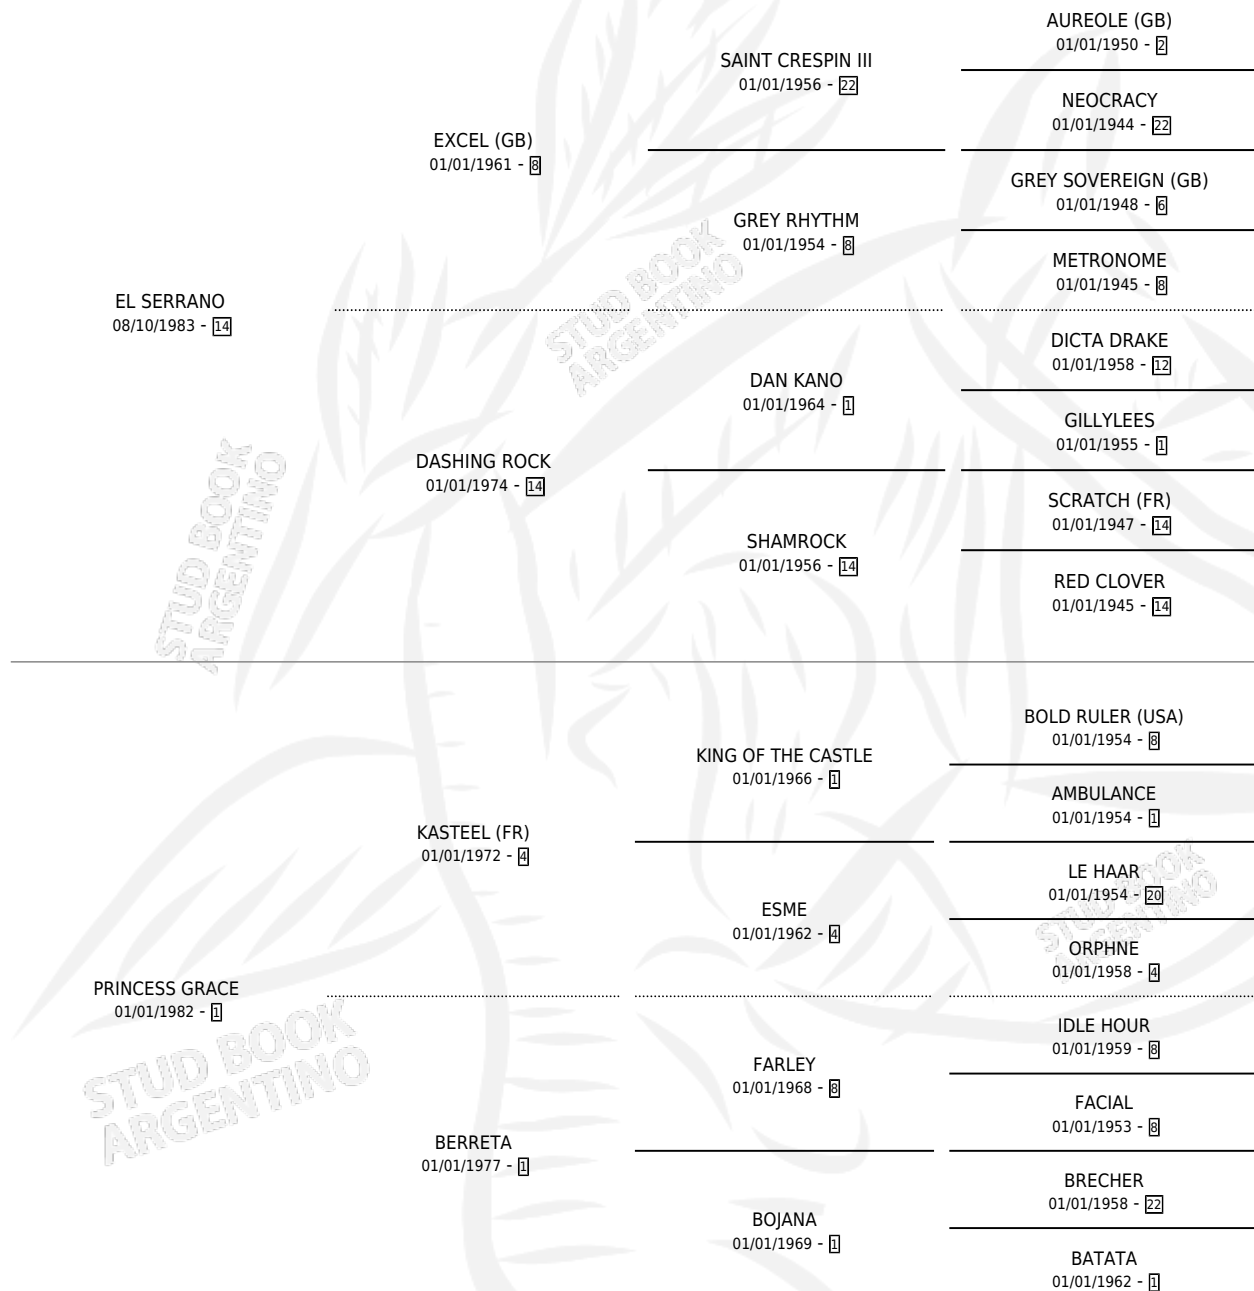 AUREOLE (GB)
01/01/1950 - 2
SAINT CRESPIN III
01/01/1956 - 22
NEOCRACY
01/01/1944 - 22
EXCEL (GB)
01/01/1961 - 8
GREY SOVEREIGN (GB)
01/01/1948 - 6
GREY RHYTHM
01/01/1954 - 8
METRONOME
01/01/1945 - 8
EL SERRANO
08/10/1983 - 14
DICTA DRAKE
01/01/1958 - 12
DAN KANO
01/01/1964 - 1
GILLYLEES
01/01/1955 - 1
DASHING ROCK
01/01/1974 - 14
SCRATCH (FR)
01/01/1947 - 14
SHAMROCK
01/01/1956 - 14
RED CLOVER
01/01/1945 - 14
BOLD RULER (USA)
01/01/1954 - 8
KING OF THE CASTLE
01/01/1966 - 1
AMBULANCE
01/01/1954 - 1
KASTEEL (FR)
01/01/1972 - 4
LE HAAR
01/01/1954 - 20
ESME
01/01/1962 - 4
ORPHNE
01/01/1958 - 4
PRINCESS GRACE
01/01/1982 - 1
IDLE HOUR
01/01/1959 - 8
FARLEY
01/01/1968 - 8
FACIAL
01/01/1953 - 8
BERRETA
01/01/1977 - 1
BRECHER
01/01/1958 - 22
BOJANA
01/01/1969 - 1
BATATA
01/01/1962 - 1
STUD BOOK
ARGENTINO
STUD BOOK
ARGENTINO
STUD BOOK
ARGENTINO
STUD BOOK
ARGENTINO